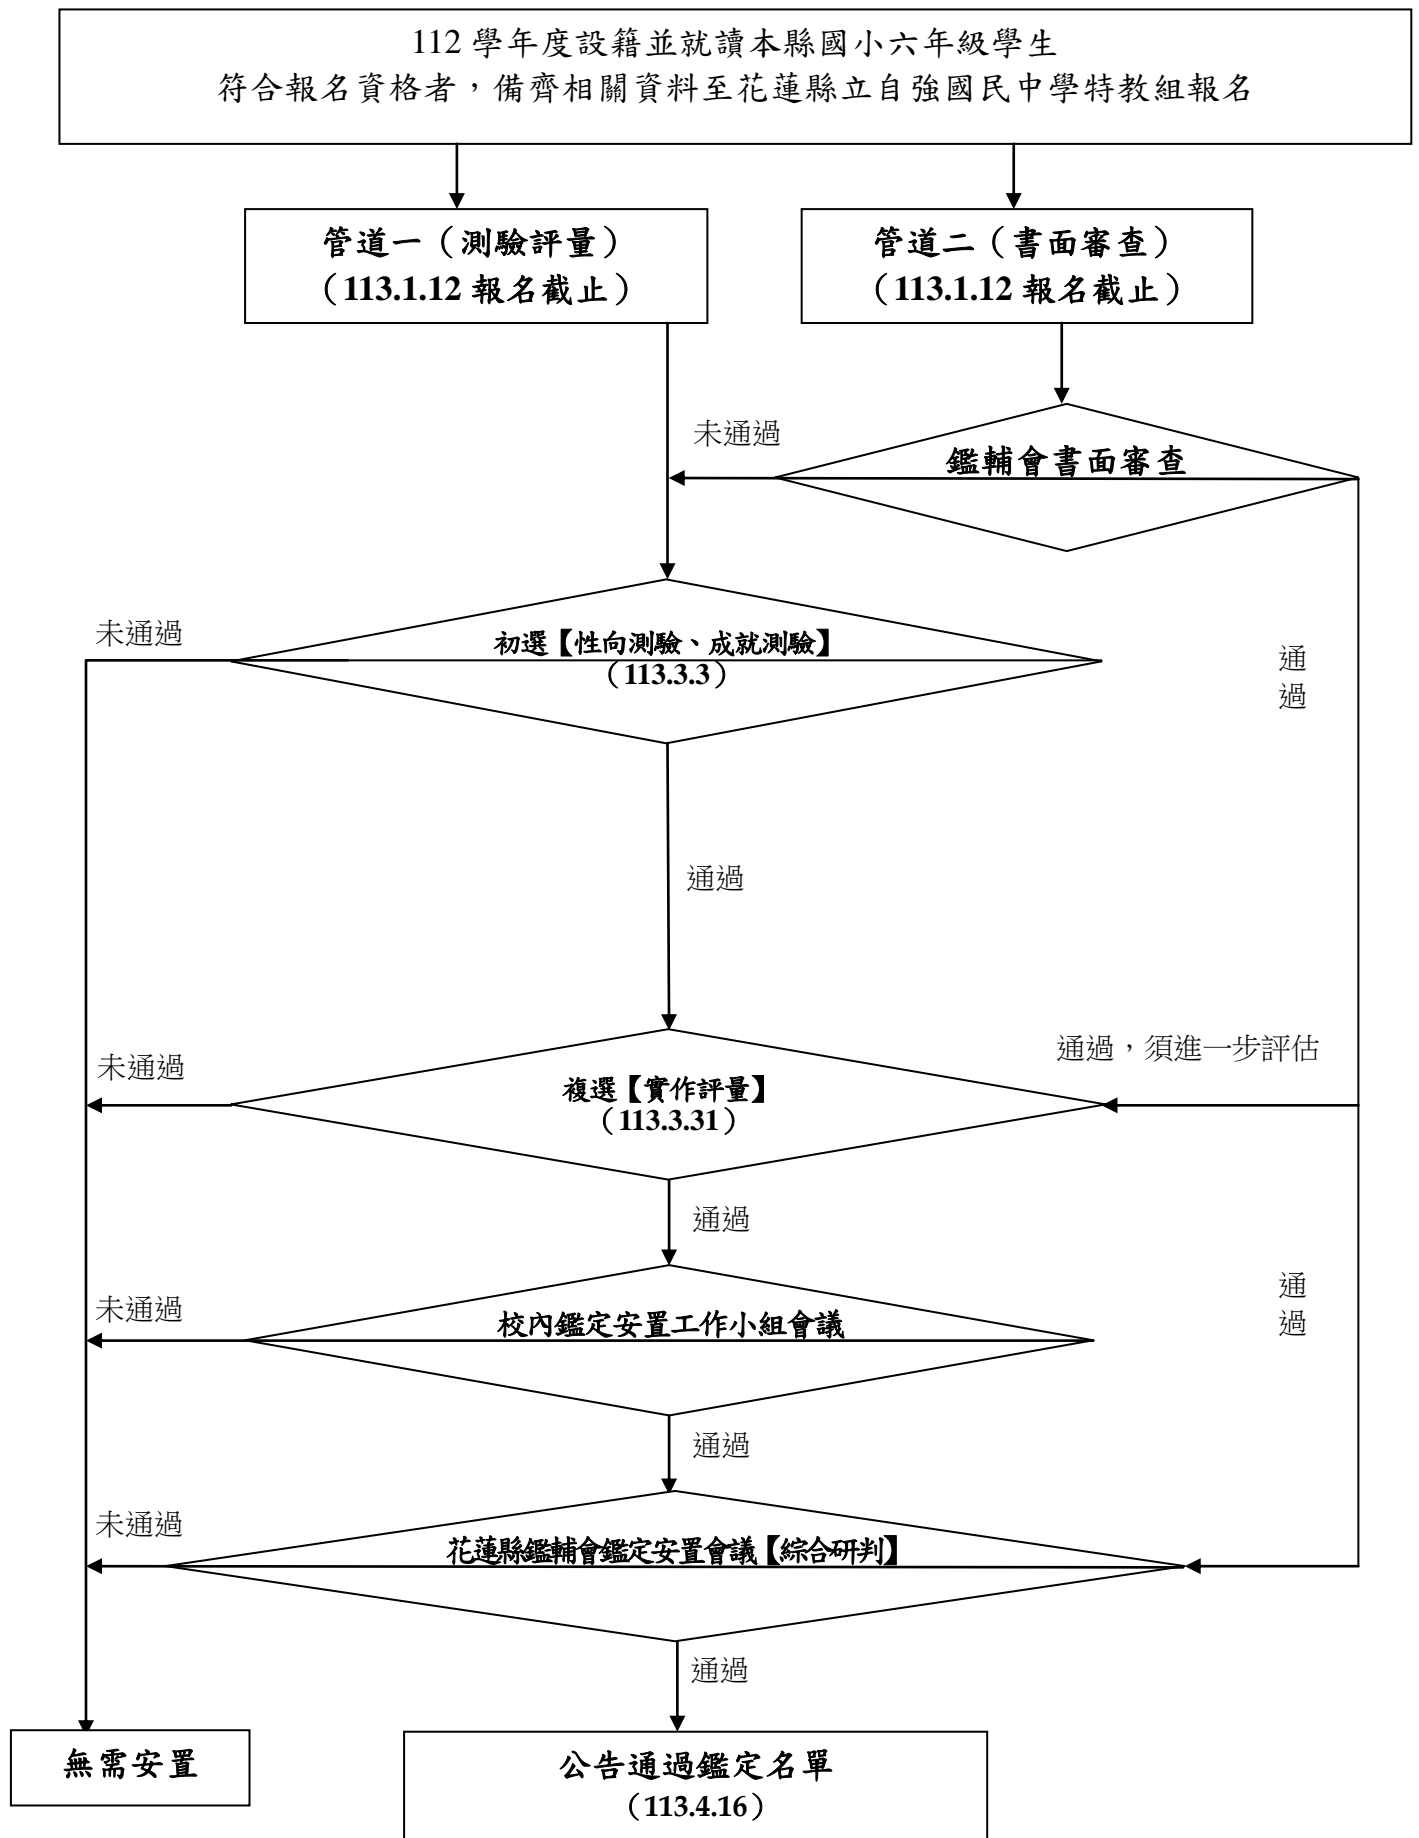 112 學年度設籍並就讀本縣國小六年級學生
符合報名資格者，備齊相關資料至花蓮縣立自強國民中學特教組報名
管道一（測驗評量）
（113.1.12 報名截止）
管道二（書面審查）
（113.1.12 報名截止）
未通過
鑑輔會書面審查
未通過
初選【性向測驗、成就測驗】
（113.3.3）
通
過
通過
通過，須進一步評估
未通過
複選【實作評量】
（113.3.31）
通過
未通過
校內鑑定安置工作小組會議
通
過
通過
未通過
花蓮縣鑑輔會鑑定安置會議【綜合研判】
通過
無需安置
公告通過鑑定名單
（113.4.16）